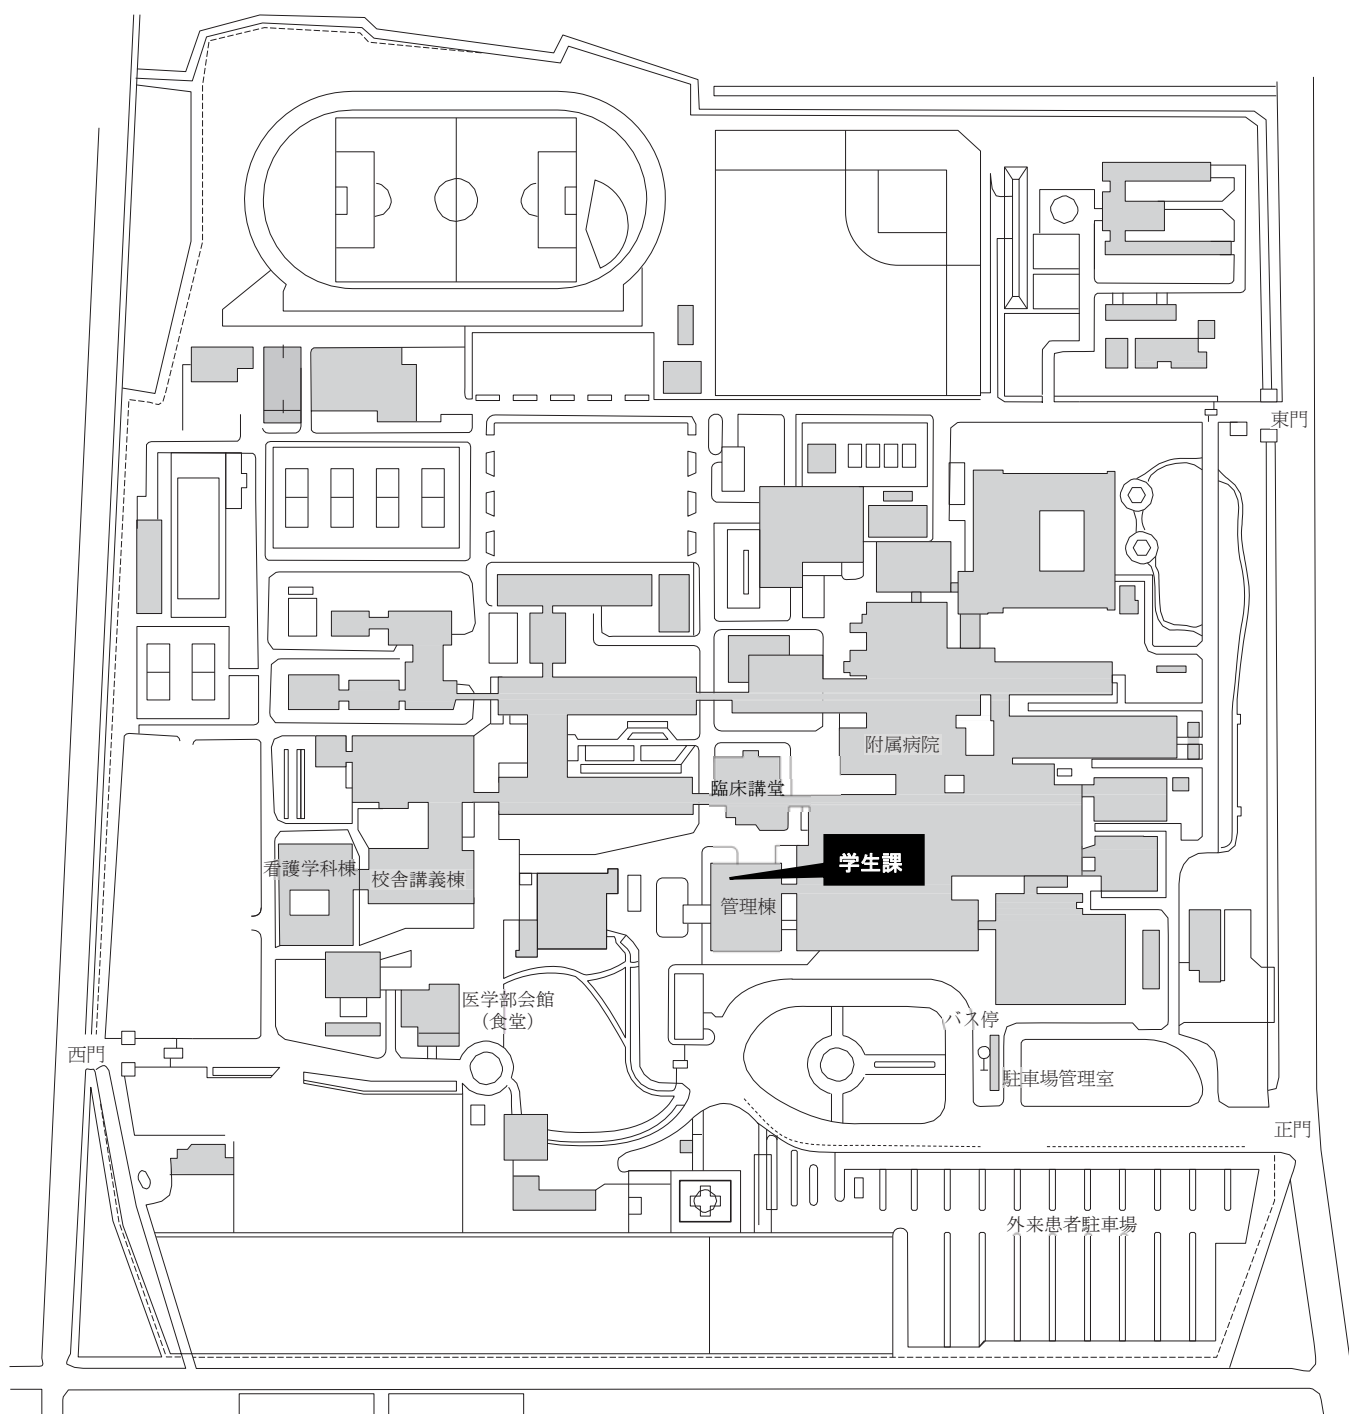 東門
附属病院
臨床講堂
学生課
看護学科棟
校舎講義棟
管理棟
医学部会館
（食堂）
バス停
西門
駐車場管理室
正門
外来患者駐車場